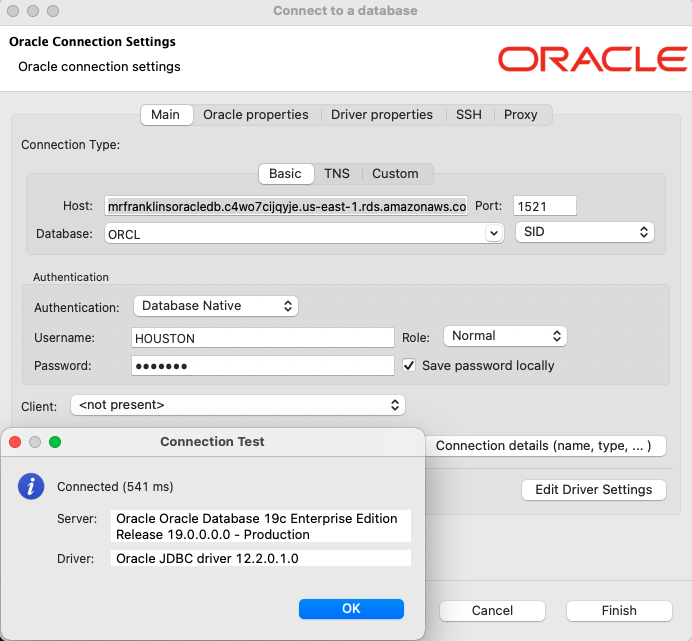 Connect to a database
Oracle Connection Settings
Oracle connection settings
ORACLE
Main Oracle properties Driver properties SSH Proxy
Connection Type:
Basic TNS Custom
Host: mrfranklinsoracledb.c4wo7cijqyje.us-east-1.rds.amazonaws.co Port: 1521
Database: ORCL SID
Authentication
Authentication: Database Native
Username: HOUSTON Role: Normal
Password: ••••••• Save password locally
Client: <not present>
Connection details (name, type, ... )
Edit Driver Settings
Connection Test
Connected (541 ms)
Server: Oracle Oracle Database 19c Enterprise Edition
Release 19.0.0.0.0 - Production
Driver: Oracle JDBC driver 12.2.0.1.0
OK
Cancel Finish